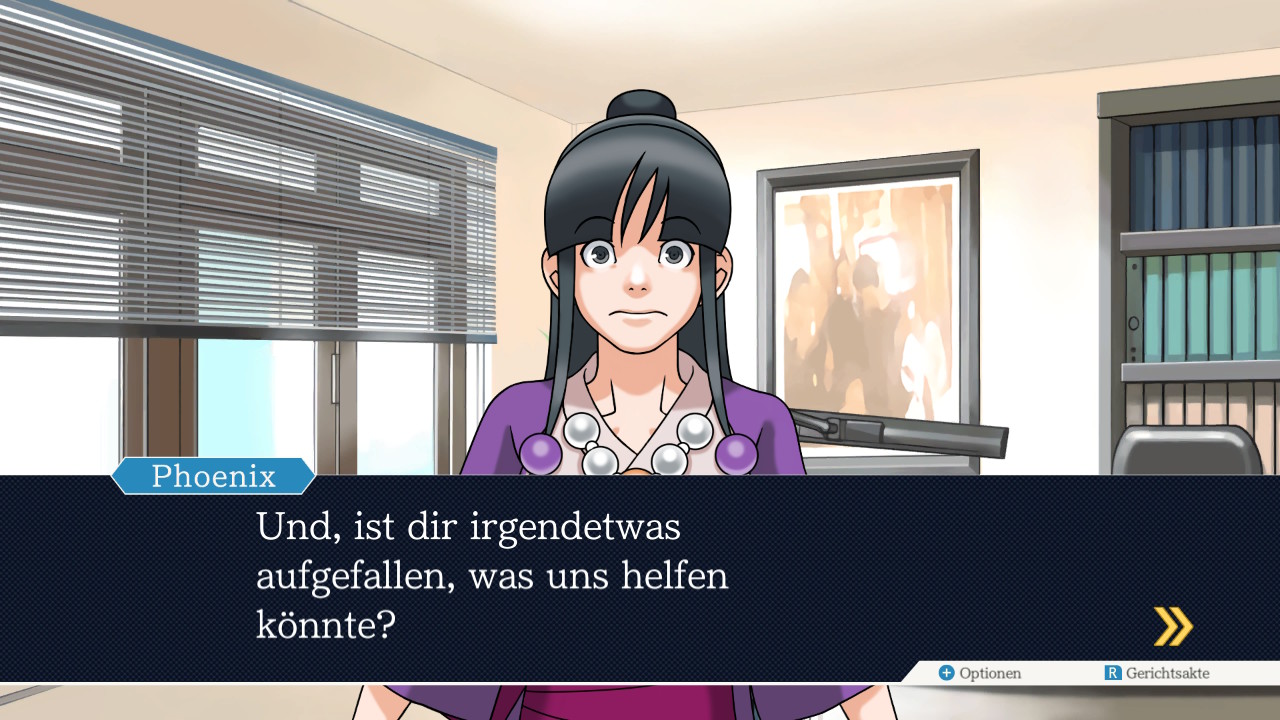 Phoenix
Und, ist dir irgendetwas
aufgefallen, was uns helfen
könnte?
+ Optionen
R Gerichtsakte